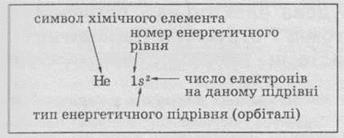 символ хімічного елемента
номер енергетичного
рівня
He 1s²
число електронів
на даному підрівні
тип енергетичного підрівня (орбіталі)